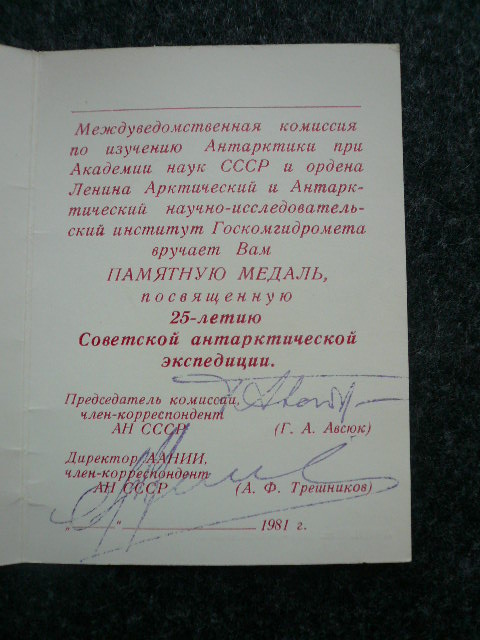 Междуведомственная комиссия
по изучению Антарктики при
Академии наук СССР и ордена
Ленина Арктический и Антарк-
тический научно-исследователь-
ский институт Госкомгидромета
вручает Вам
ПАМЯТНУЮ МЕДАЛЬ,
посвященную
25-летию
Советской антарктической
экспедиции.
Председатель комиссии,
член-корреспондент
АН СССР (Г. А. Авсюк)
Директор ААНИИ,
член-корреспондент
АН СССР (А. Ф. Трешников)
„ “ 1981 г.